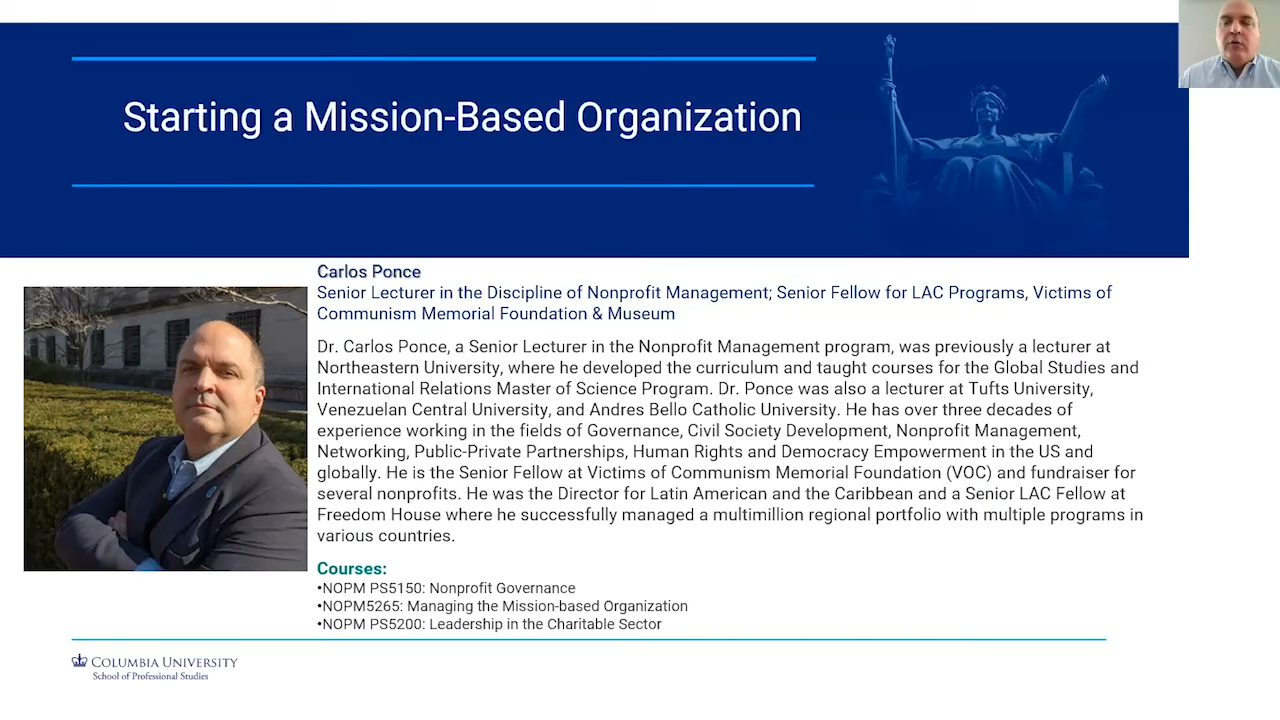 Starting a Mission-Based Organization
Carlos Ponce
Senior Lecturer in the Discipline of Nonprofit Management; Senior Fellow for LAC Programs, Victims of
Communism Memorial Foundation & Museum
Dr. Carlos Ponce, a Senior Lecturer in the Nonprofit Management program, was previously a lecturer at
Northeastern University, where he developed the curriculum and taught courses for the Global Studies and
International Relations Master of Science Program. Dr. Ponce was also a lecturer at Tufts University,
Venezuelan Central University, and Andres Bello Catholic University. He has over three decades of
experience working in the fields of Governance, Civil Society Development, Nonprofit Management,
Networking, Public-Private Partnerships, Human Rights and Democracy Empowerment in the US and
globally. He is the Senior Fellow at Victims of Communism Memorial Foundation (VOC) and fundraiser for
several nonprofits. He was the Director for Latin American and the Caribbean and a Senior LAC Fellow at
Freedom House where he successfully managed a multimillion regional portfolio with multiple programs in
various countries.
Courses:
•NOPM PS5150: Nonprofit Governance
•NOPM5265: Managing the Mission-based Organization
•NOPM PS5200: Leadership in the Charitable Sector
COLUMBIA UNIVERSITY
School of Professional Studies